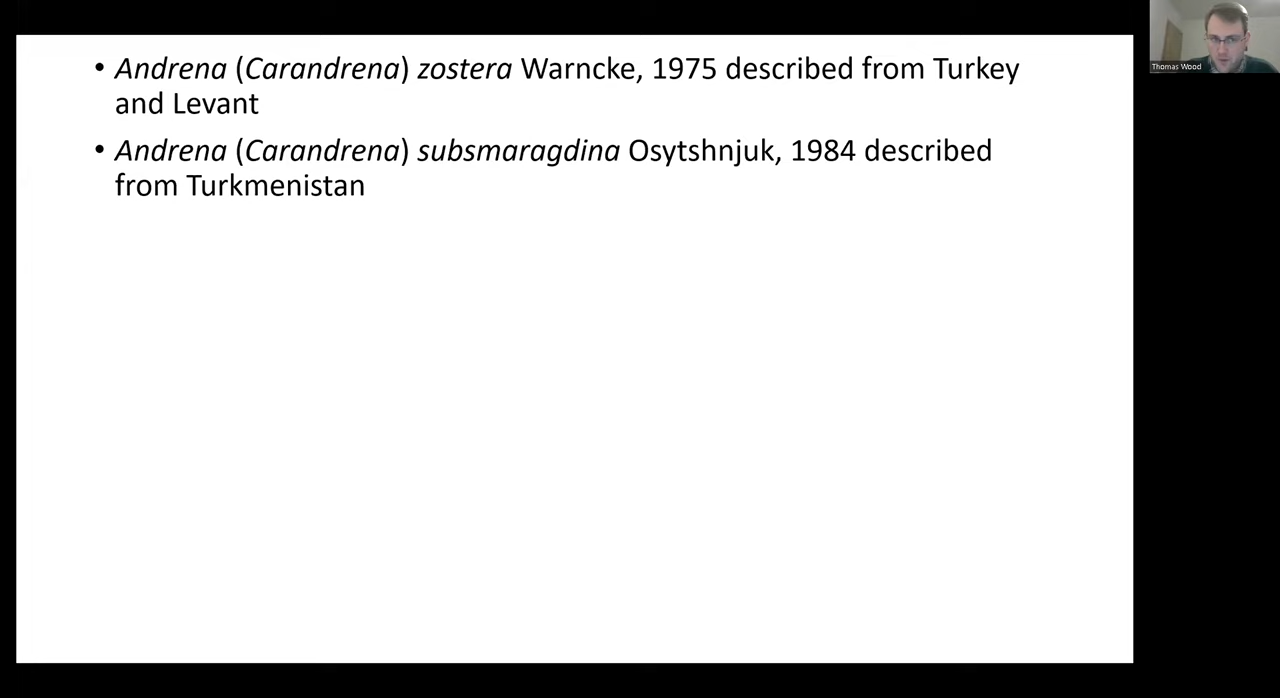 • Andrena (Carandrena) zostera Warncke, 1975 described from Turkey
and Levant
• Andrena (Carandrena) subsmaragdina Osytshnjuk, 1984 described
from Turkmenistan
Thomas Wood